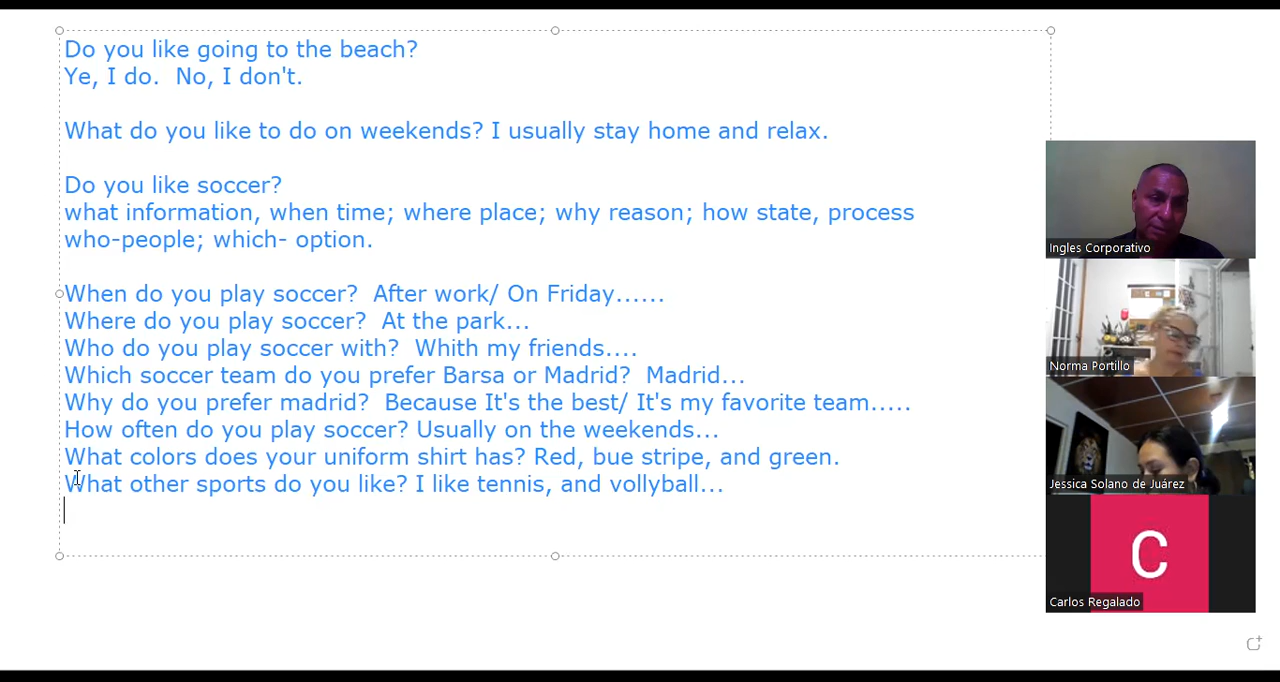 Do you like going to the beach?
Ye, I do.  No, I don't.
What do you like to do on weekends? I usually stay home and relax.
Do you like soccer?
what information, when time; where place; why reason; how state, process
who-people; which- option.
When do you play soccer?  After work/ On Friday......
Where do you play soccer?  At the park...
Who do you play soccer with?  Whith my friends....
Which soccer team do you prefer Barsa or Madrid?  Madrid...
Why do you prefer madrid?  Because It's the best/ It's my favorite team.....
How often do you play soccer? Usually on the weekends...
What colors does your uniform shirt has? Red, bue stripe, and green.
What other sports do you like? I like tennis, and vollyball...
Ingles Corporativo
Norma Portillo
Jessica Solano de Juárez
C
Carlos Regalado